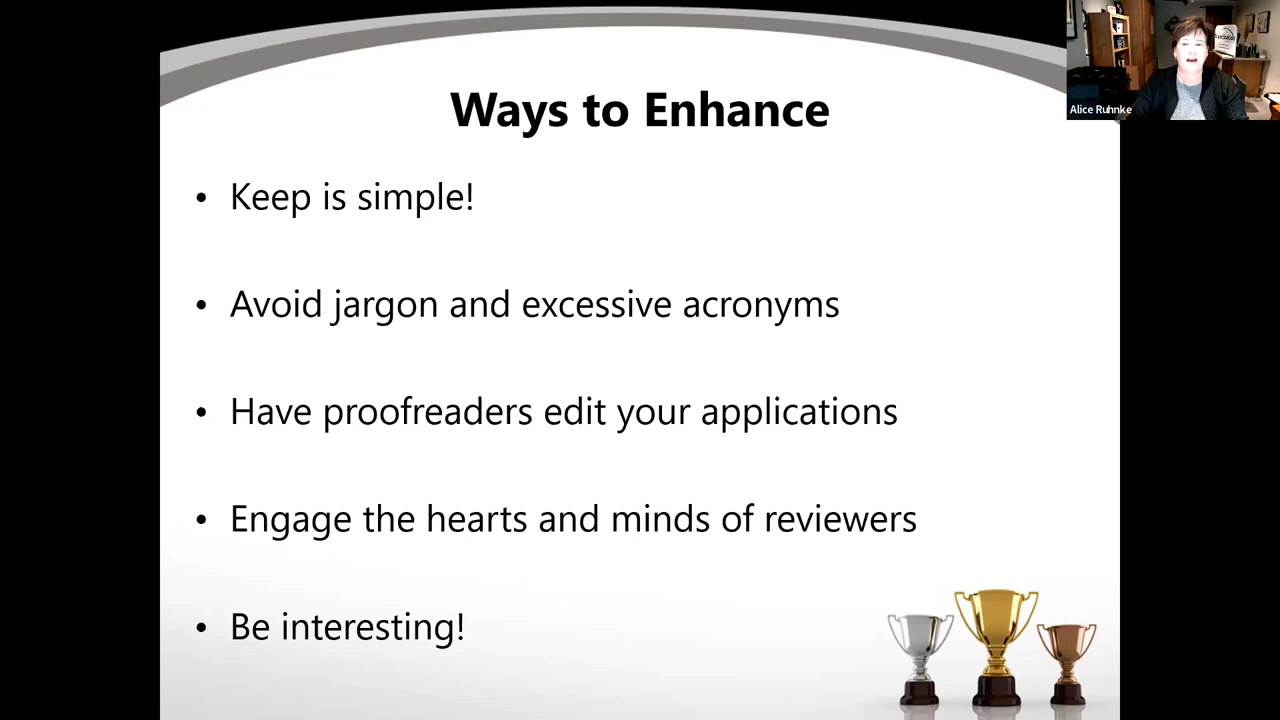 Ways to Enhance
Alice Ruhnke
• Keep is simple!
• Avoid jargon and excessive acronyms
• Have proofreaders edit your applications
• Engage the hearts and minds of reviewers
• Be interesting!